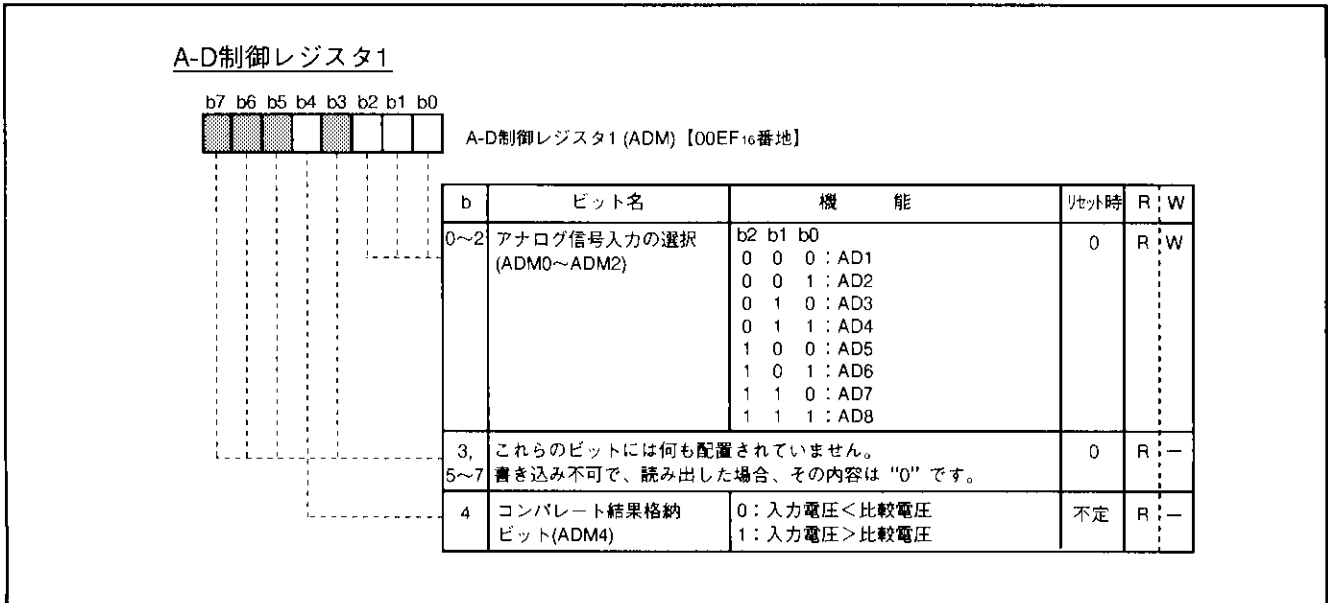 A-D制御レジスタ1
b7 b6 b5 b4 b3 b2 b1 b0
A-D制御レジスタ1 (ADM)【00EF16番地】
b ビット名 機 能 リセット時 R W
0～2 アナログ信号入力の選択 b2 b1 b0 0 R W
(ADM0～ADM2) 0 0 0：AD1
0 0 1：AD2
0 1 0：AD3
0 1 1：AD4
1 0 0：AD5
1 0 1：AD6
1 1 0：AD7
1 1 1：AD8
3, これらのビットには何も配置されていません。 0 R －
5～7 書き込み不可で、読み出した場合、その内容は “0” です。
4 コンパレート結果格納 0：入力電圧＜比較電圧 不定 R －
ビット(ADM4) 1：入力電圧＞比較電圧